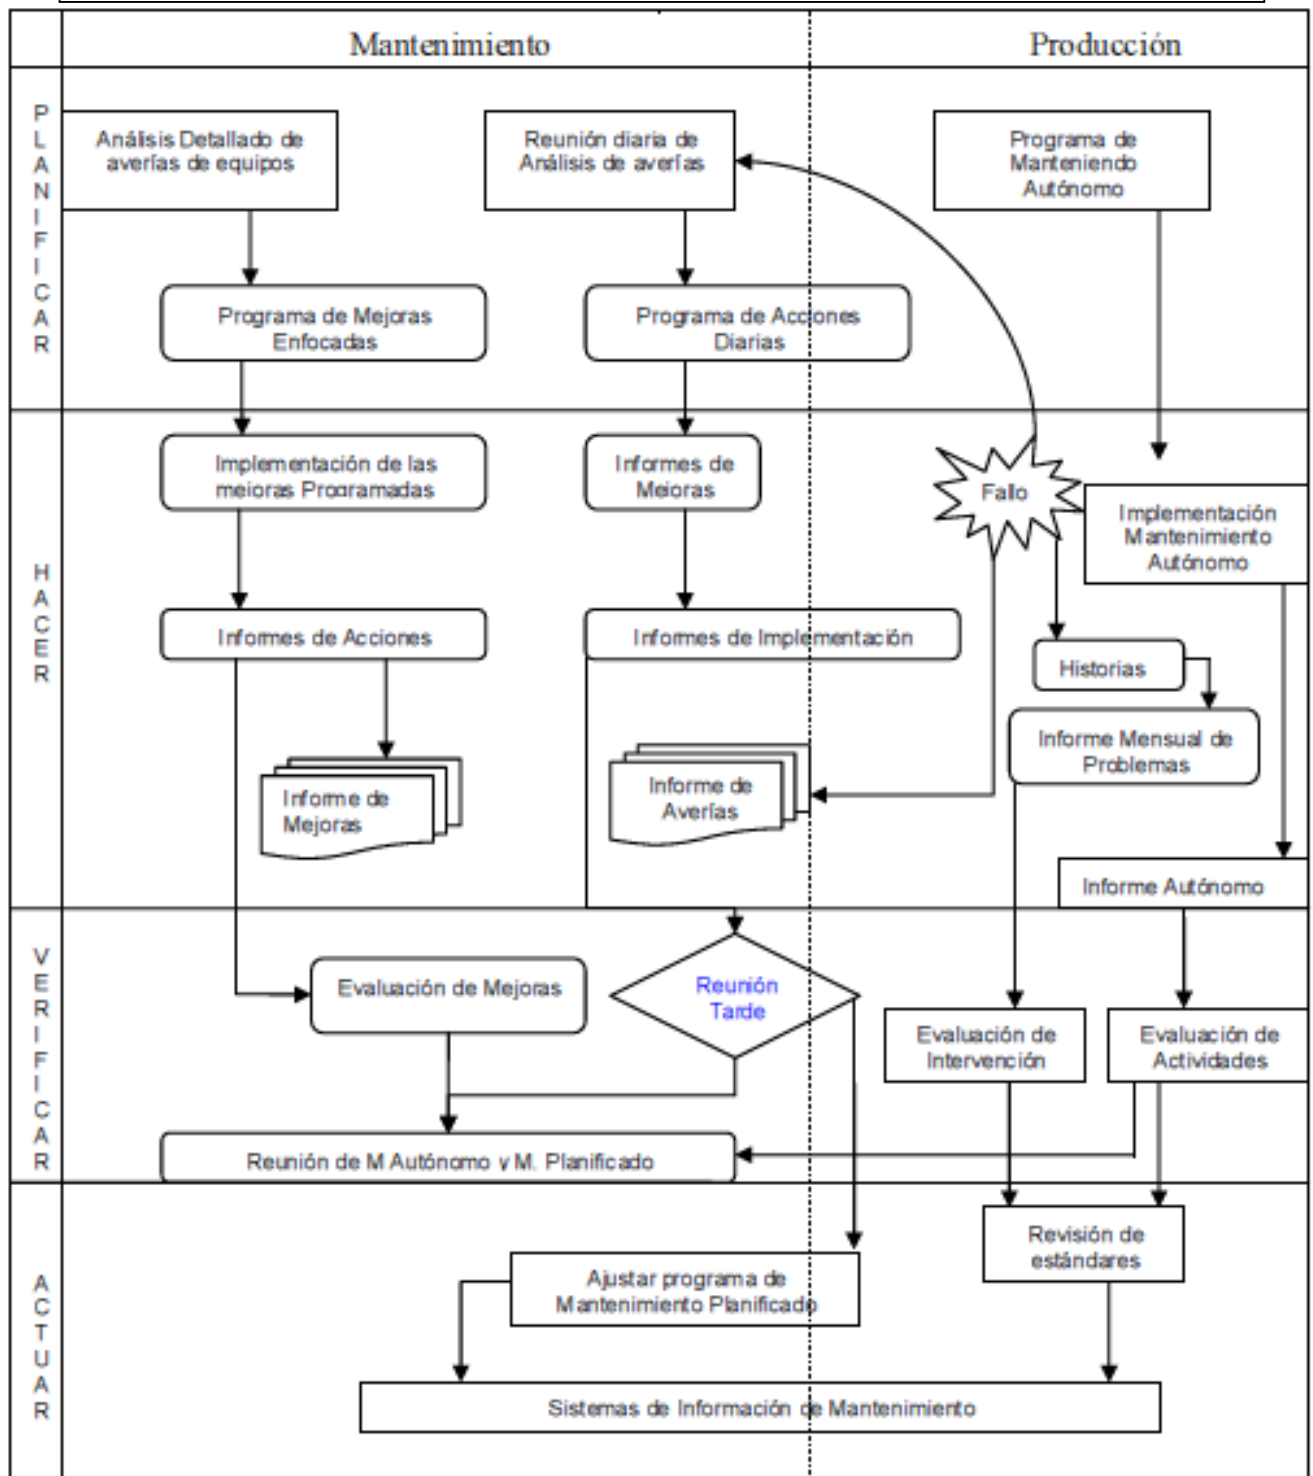 Mantenimiento
Producción
PLANIFICAR
Análisis Detallado de
averías de equipos
Reunión diaria de
Análisis de averías
Programa de
Manteniendo
Autónomo
Programa de Mejoras
Enfocadas
Programa de Acciones
Diarias
HACER
Implementación de las
mejoras Programadas
Informes de
Mejoras
Fallo
Implementación
Mantenimiento
Autónomo
Informes de Acciones
Informes de Implementación
Historias
Informe Mensual de
Problemas
Informe de
Mejoras
Informe de
Averías
Informe Autónomo
VERIFICAR
Evaluación de Mejoras
Reunión
Tarde
Evaluación de
Intervención
Evaluación de
Actividades
Reunión de M Autónomo y M. Planificado
ACTUAR
Revisión de
estándares
Ajustar programa de
Mantenimiento Planificado
Sistemas de Información de Mantenimiento